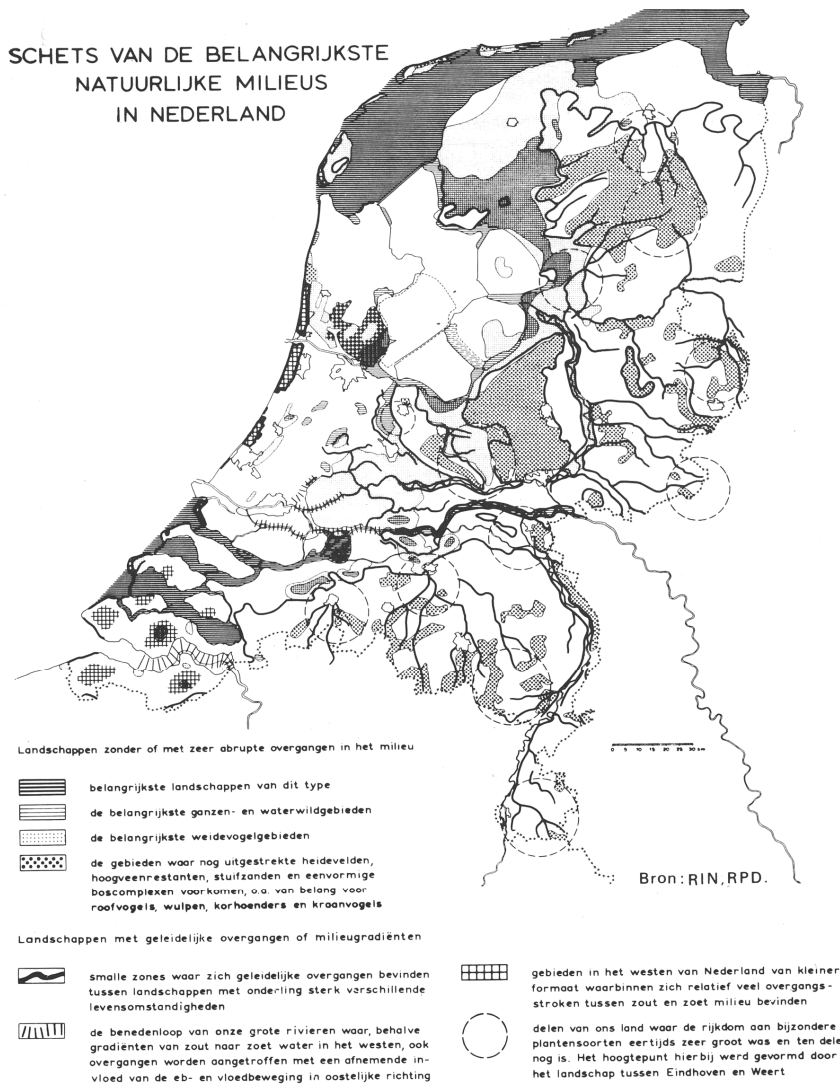 SCHETS VAN DE BELANGRIJKSTE
NATUURLIJKE MILIEUS
IN NEDERLAND
0 5 10 15 20 25 30 km
Bron: RIN, RPD.
Landschappen zonder of met zeer abrupte overgangen in het milieu
belangrijkste landschappen van dit type
de belangrijkste ganzen- en waterwildgebieden
de belangrijkste weidevogelgebieden
de gebieden waar nog uitgestrekte heidevelden,
hoogveenrestanten, stuifzanden en eenvormige
boscomplexen voorkomen, o.a. van belang voor
roofvogels, wulpen, korhoenders en kraanvogels
Landschappen met geleidelijke overgangen of milieugradiënten
smalle zones waar zich geleidelijke overgangen bevinden
tussen landschappen met onderling sterk verschillende
levensomstandigheden
de benedenloop van onze grote rivieren waar, behalve
gradiënten van zout naar zoet water in het westen, ook
overgangen worden aangetroffen met een afnemende in-
vloed van de eb- en vloedbeweging in oostelijke richting
gebieden in het westen van Nederland van kleiner
formaat waarbinnen zich relatief veel overgangs-
stroken tussen zout en zoet milieu bevinden
delen van ons land waar de rijkdom aan bijzondere
plantensoorten eertijds zeer groot was en ten dele
nog is. Het hoogtepunt hierbij werd gevormd door
het landschap tussen Eindhoven en Weert